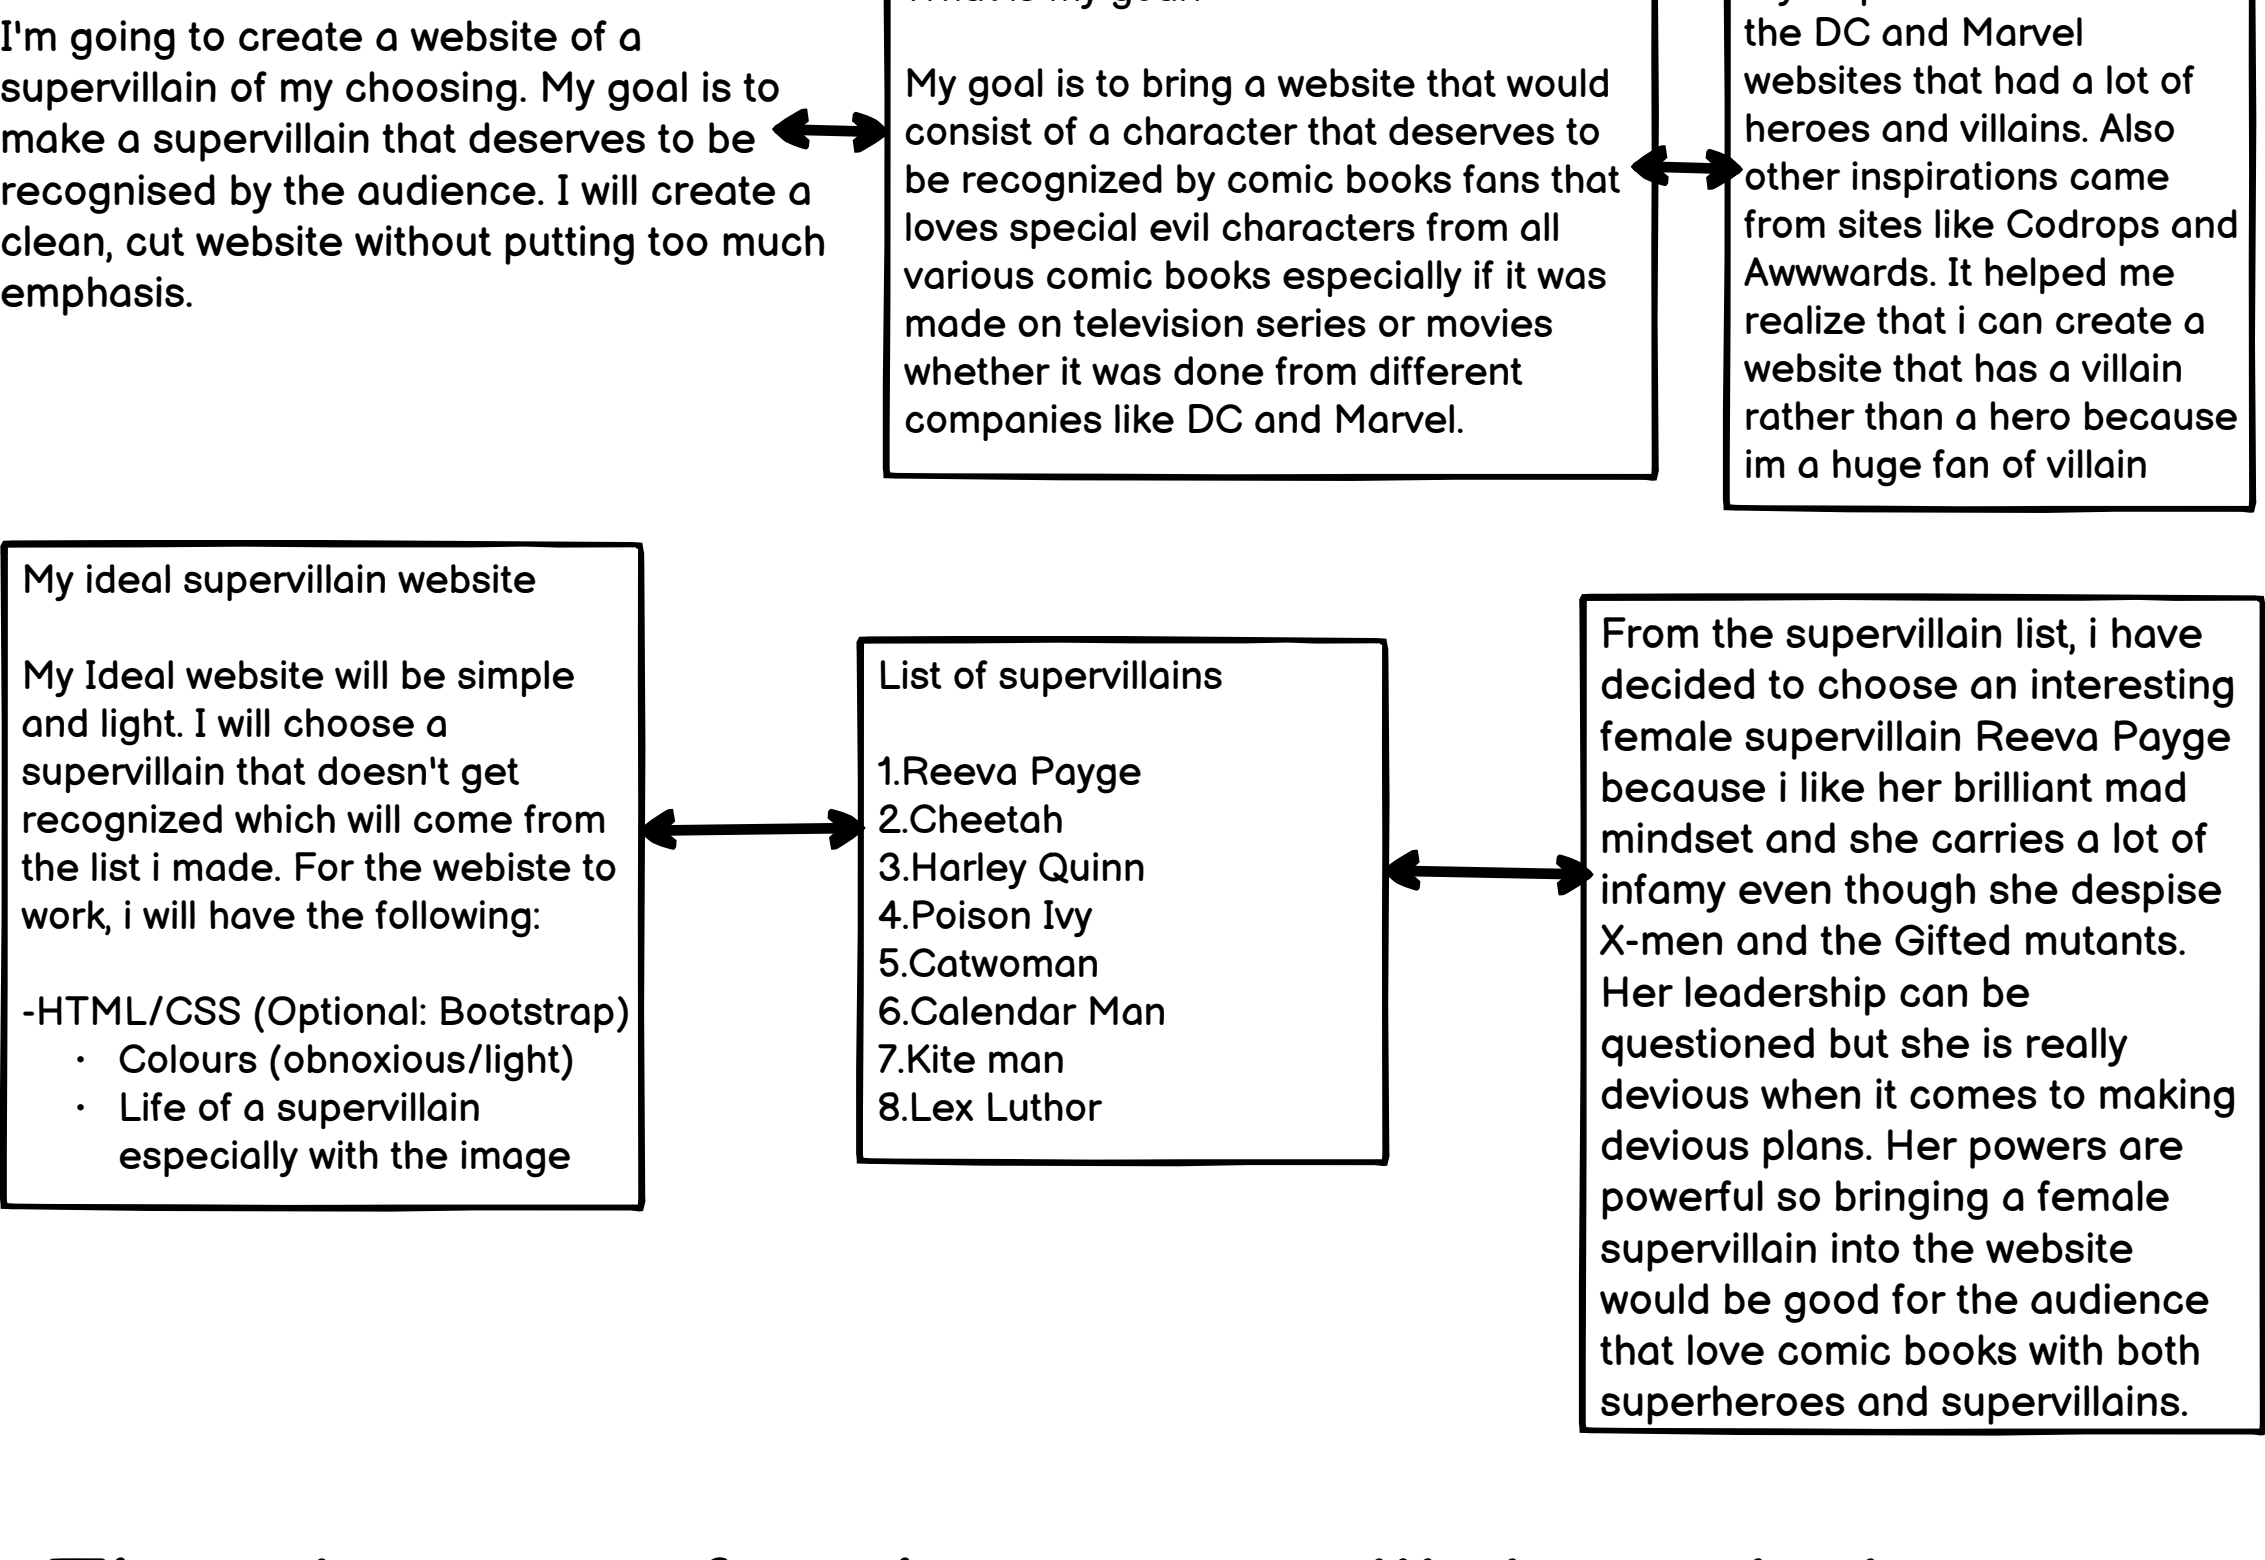 I'm going to create a website of a
supervillain of my choosing. My goal is to
make a supervillain that deserves to be
recognised by the audience. I will create a
clean, cut website without putting too much
emphasis.
My goal is to bring a website that would
consist of a character that deserves to
be recognized by comic books fans that
loves special evil characters from all
various comic books especially if it was
made on television series or movies
whether it was done from different
companies like DC and Marvel.
the DC and Marvel
websites that had a lot of
heroes and villains. Also
other inspirations came
from sites like Codrops and
Awwwards. It helped me
realize that i can create a
website that has a villain
rather than a hero because
im a huge fan of villain
My ideal supervillain website
My Ideal website will be simple
and light. I will choose a
supervillain that doesn't get
recognized which will come from
the list i made. For the webiste to
work, i will have the following:
-HTML/CSS (Optional: Bootstrap)
· Colours (obnoxious/light)
· Life of a supervillain
especially with the image
List of supervillains
1.Reeva Payge
2.Cheetah
3.Harley Quinn
4.Poison Ivy
5.Catwoman
6.Calendar Man
7.Kite man
8.Lex Luthor
From the supervillain list, i have
decided to choose an interesting
female supervillain Reeva Payge
because i like her brilliant mad
mindset and she carries a lot of
infamy even though she despise
X-men and the Gifted mutants.
Her leadership can be
questioned but she is really
devious when it comes to making
devious plans. Her powers are
powerful so bringing a female
supervillain into the website
would be good for the audience
that love comic books with both
superheroes and supervillains.